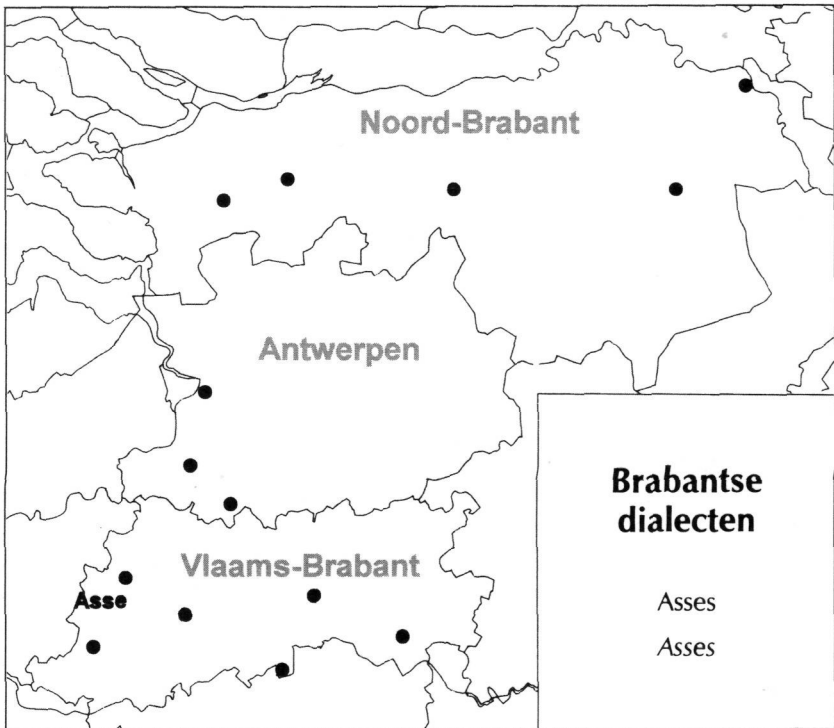 Noord-Brabant
Antwerpen
Vlaams-Brabant
Asse
Brabantse
dialecten
Asses
Asses